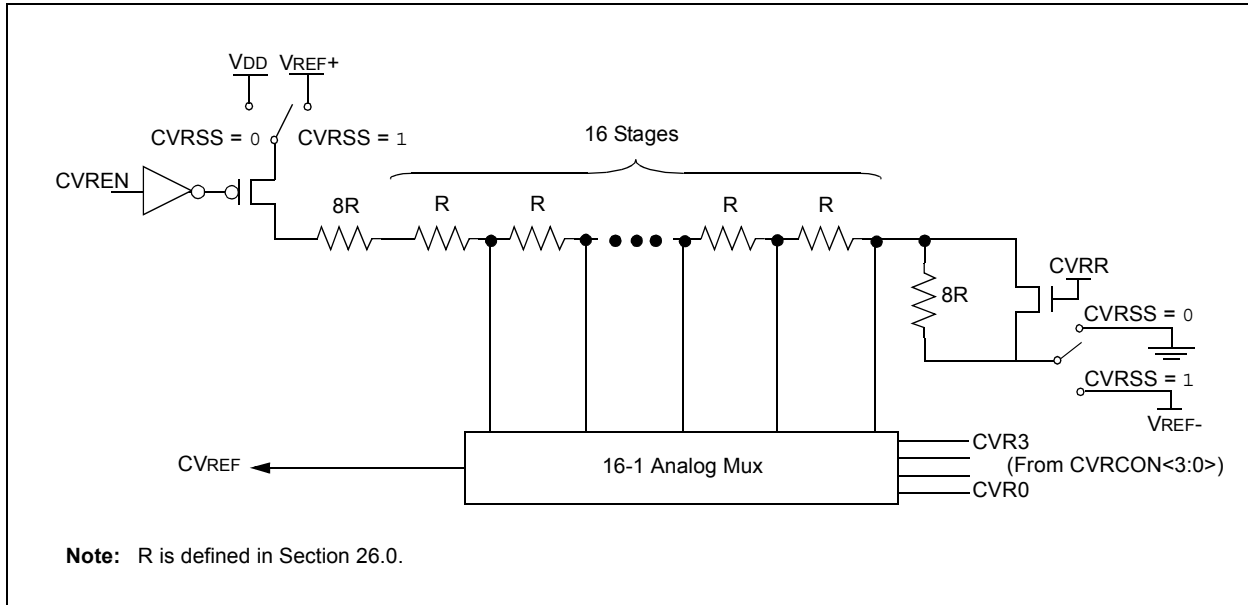 VDD VREF+
CVRSS = 0 CVRSS = 1
16 Stages
CVREN
8R R R R R
CVRR
8R
CVRSS = 0
CVRSS = 1
VREF-
CVREF
16-1 Analog Mux
CVR3
(From CVRCON<3:0>)
CVR0
Note: R is defined in Section 26.0.